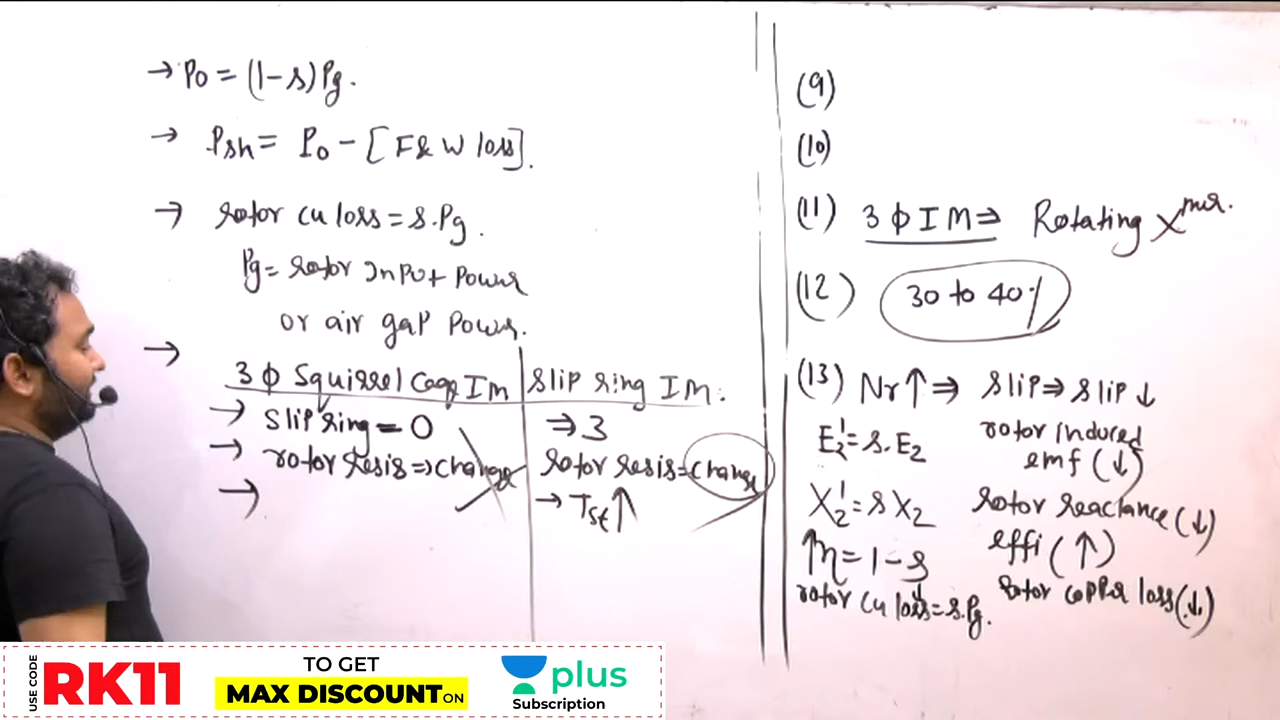 → Po = (1-s)Pg.
→ Psh = Po - [F& W loss].
→ rotor cu loss = s.Pg.
Pg = rotor Input Power
or air gap Power.
→
3 ϕ Squirrel Cage IM
→ Slip ring = 0
→ rotor resis ⇒ change
→
Slip ring IM.
⇒ 3
rotor resis = change
→ Tst ↑
(9)
(10)
(11) 3 ϕ IM ⇒ Rotating Xmer.
(12) 30 to 40%
(13) Nr ↑ ⇒ slip ⇒ slip ↓
E₂' = s.E₂ rotor induced
emf (↓)
X₂' = s X₂ rotor reactance (↓)
↑η = 1 - s↓ effi (↑)
rotor cu loss = s.Pg. rotor copper loss (↓)
USE CODE RK11
TO GET
MAX DISCOUNT ON
plus
Subscription